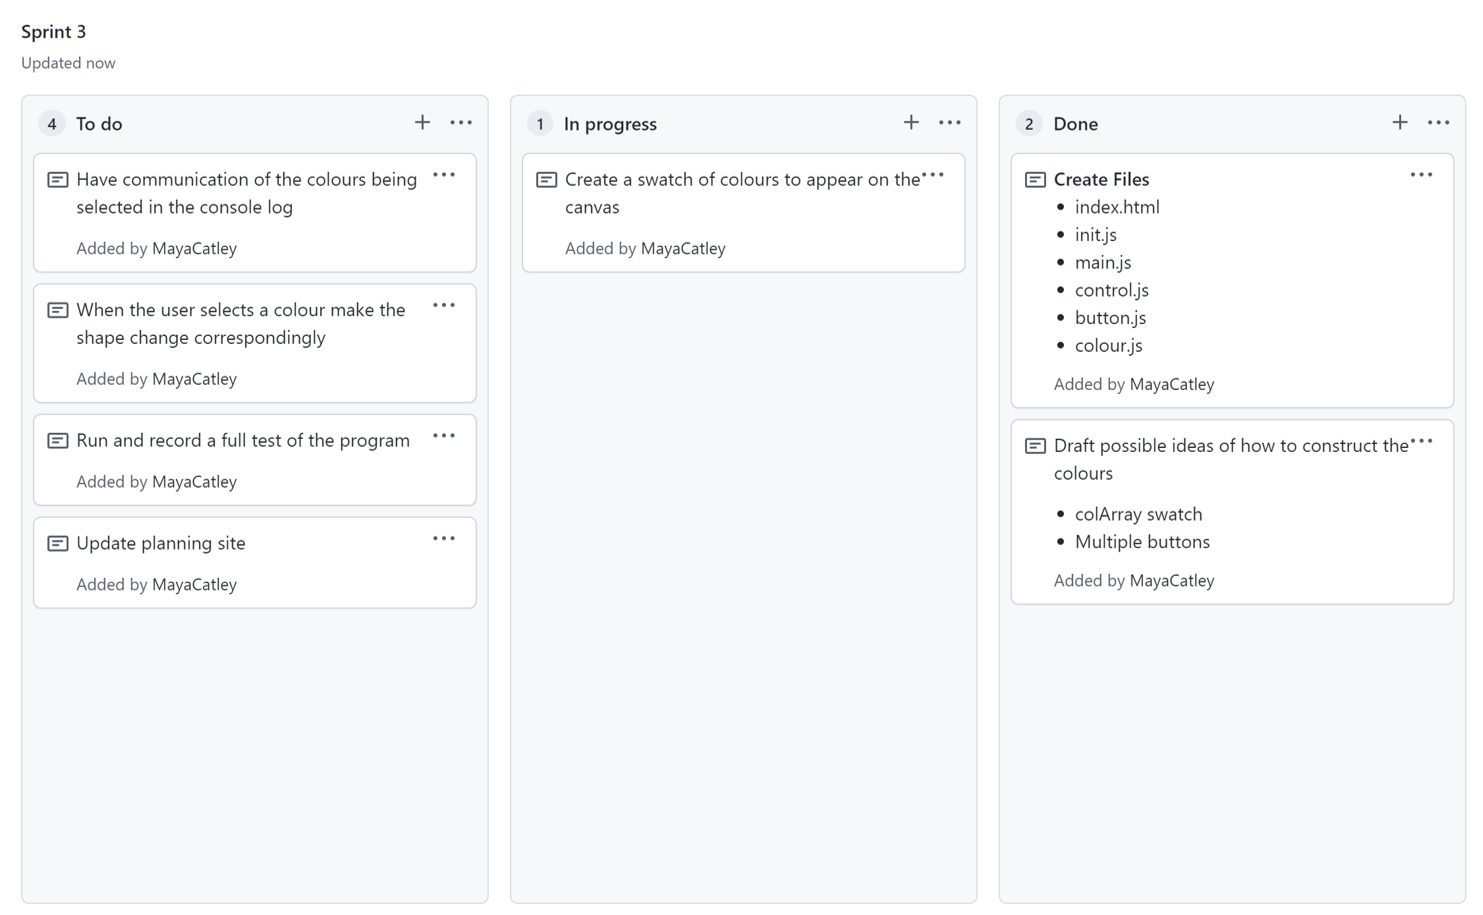 Sprint 3
Updated now
4 To do
Have communication of the colours being
selected in the console log
Added by MayaCatley
When the user selects a colour make the
shape change correspondingly
Added by MayaCatley
Run and record a full test of the program
Added by MayaCatley
Update planning site
Added by MayaCatley
1 In progress
Create a swatch of colours to appear on the
canvas
Added by MayaCatley
2 Done
Create Files
• index.html
• init.js
• main.js
• control.js
• button.js
• colour.js
Added by MayaCatley
Draft possible ideas of how to construct the
colours
• colArray swatch
• Multiple buttons
Added by MayaCatley